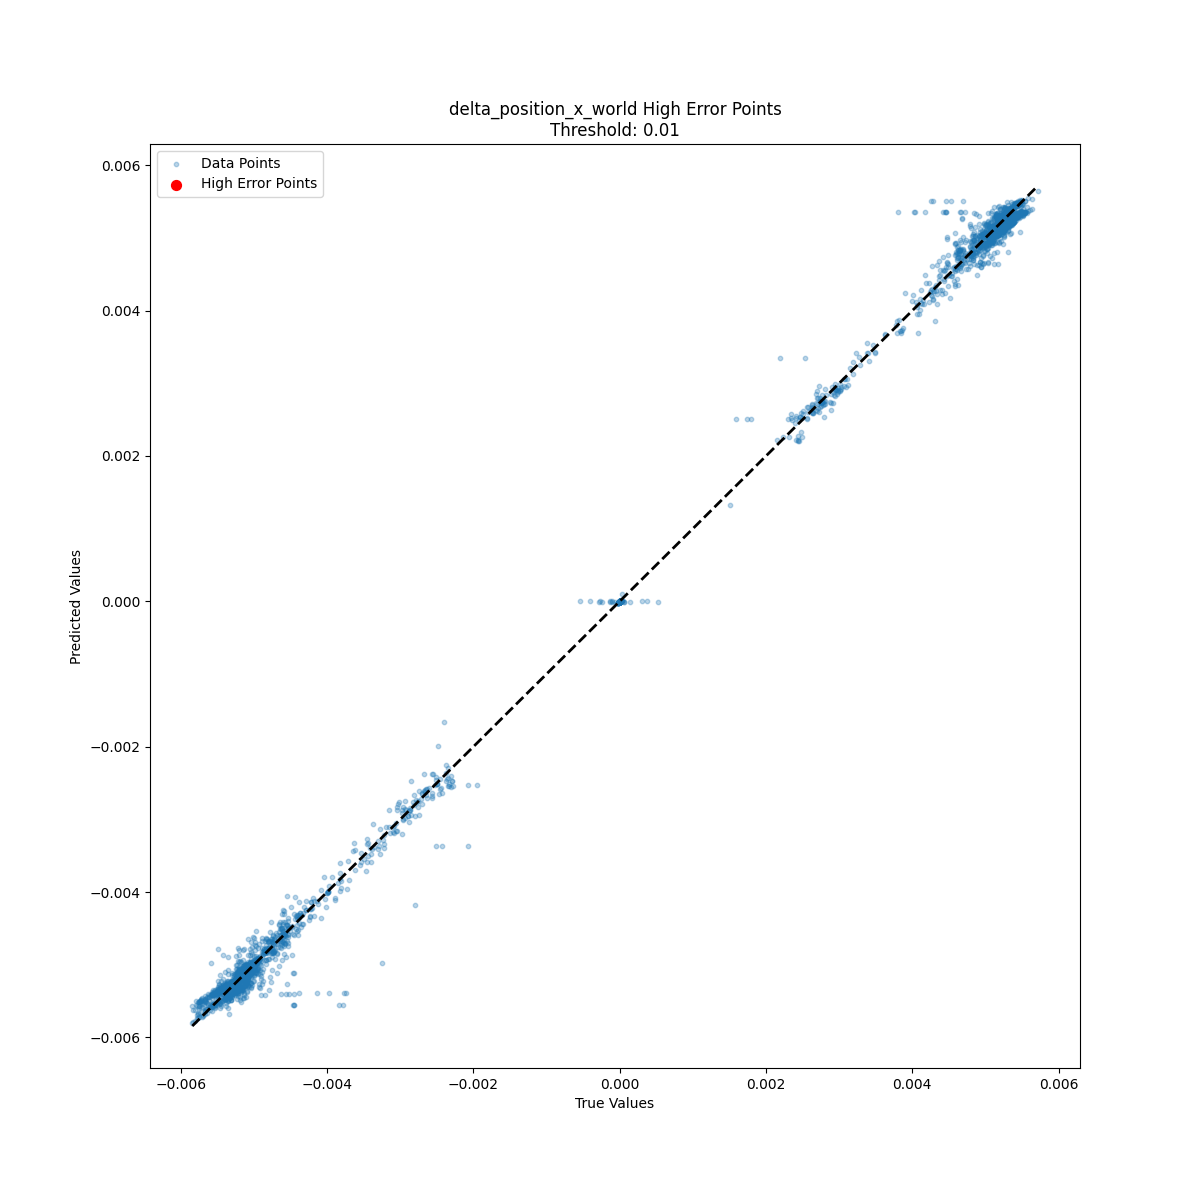 delta_position_x_world High Error Points
Threshold: 0.01
Data Points
High Error Points
0.006
0.004
0.002
0.000
−0.002
−0.004
−0.006
Predicted Values
−0.006
−0.004
−0.002
0.000
0.002
0.004
0.006
True Values